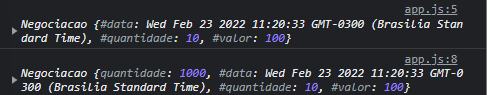 app.js:5
Negociacao {#data: Wed Feb 23 2022 11:20:33 GMT-0300 (Brasilia Stan
dard Time), #quantidade: 10, #valor: 100}
app.js:8
Negociacao {quantidade: 1000, #data: Wed Feb 23 2022 11:20:33 GMT-0
300 (Brasilia Standard Time), #quantidade: 10, #valor: 100}